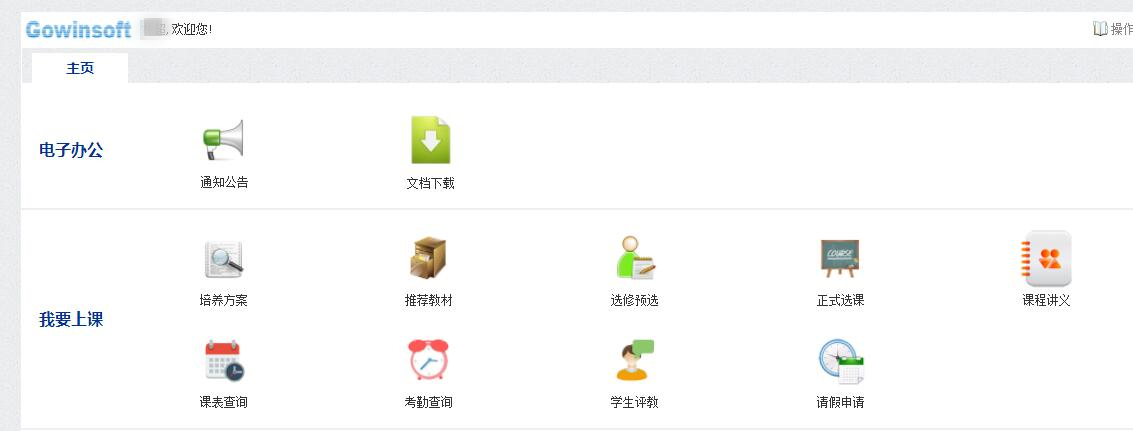 Gowinsoft
欢迎您!
操作
主页
电子办公
通知公告
文档下载
我要上课
培养方案
推荐教材
选修预选
COURSE
正式选课
课程讲义
课表查询
考勤查询
学生评教
请假申请